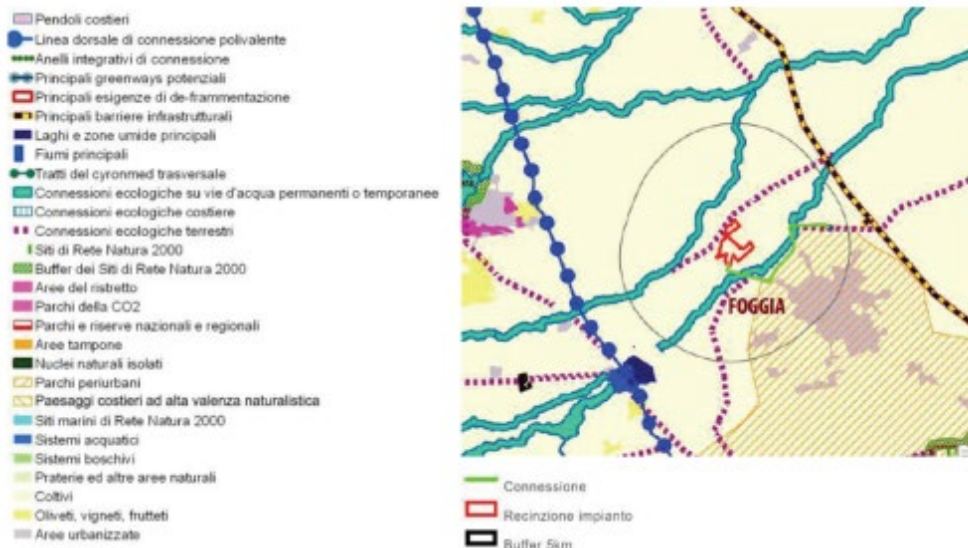 Pendoli costieri
Linea dorsale di connessione polivalente
Anelli integrativi di connessione
Principali greenways potenziali
Principali esigenze di de-frammentazione
Principali barriere infrastrutturali
Laghi e zone umide principali
Fiumi principali
Tratti del cyronmed trasversale
Connessioni ecologiche su vie d'acqua permanenti o temporanee
Connessioni ecologiche costiere
Connessioni ecologiche terrestri
Siti di Rete Natura 2000
Buffer dei Siti di Rete Natura 2000
Aree del ristretto
Parchi della CO2
Parchi e riserve nazionali e regionali
Aree tampone
Nuclei naturali isolati
Parchi periurbani
Paesaggi costieri ad alta valenza naturalistica
Siti marini di Rete Natura 2000
Sistemi acquatici
Sistemi boschivi
Praterie ed altre aree naturali
Coltivi
Oliveti, vigneti, frutteti
Aree urbanizzate
FOGGIA
Connessione
Recinzione impianto
Buffer 5km